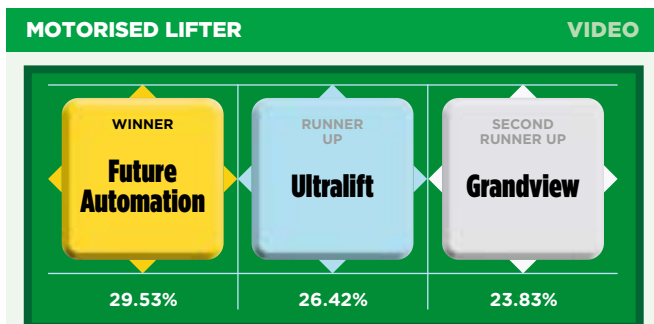 MOTORISED LIFTER VIDEO
WINNER
Future
Automation
RUNNER
UP
Ultralift
SECOND
RUNNER UP
Grandview
29.53% 26.42% 23.83%